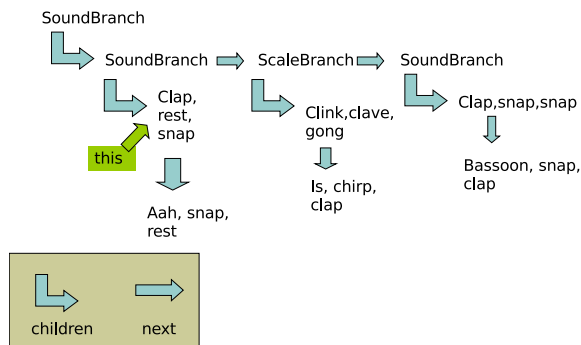 SoundBranch
SoundBranch
ScaleBranch
SoundBranch
Clap,
rest,
snap
this
Aah, snap,
rest
Clink,clave,
gong
Is, chirp,
clap
Clap,snap,snap
Bassoon, snap,
clap
children
next